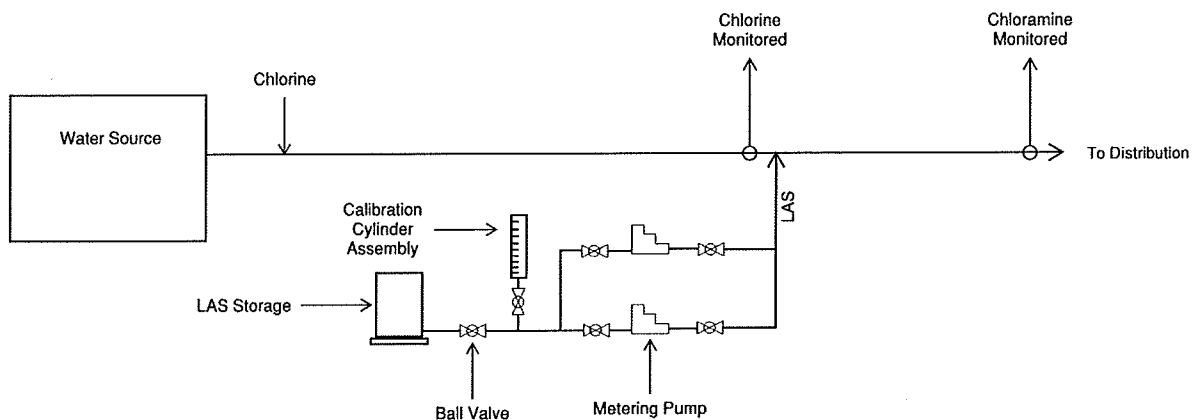 Chlorine
Monitored
Chloramine
Monitored
Chlorine
Water Source
To Distribution
LAS
Calibration
Cylinder
Assembly
LAS Storage
Ball Valve
Metering Pump